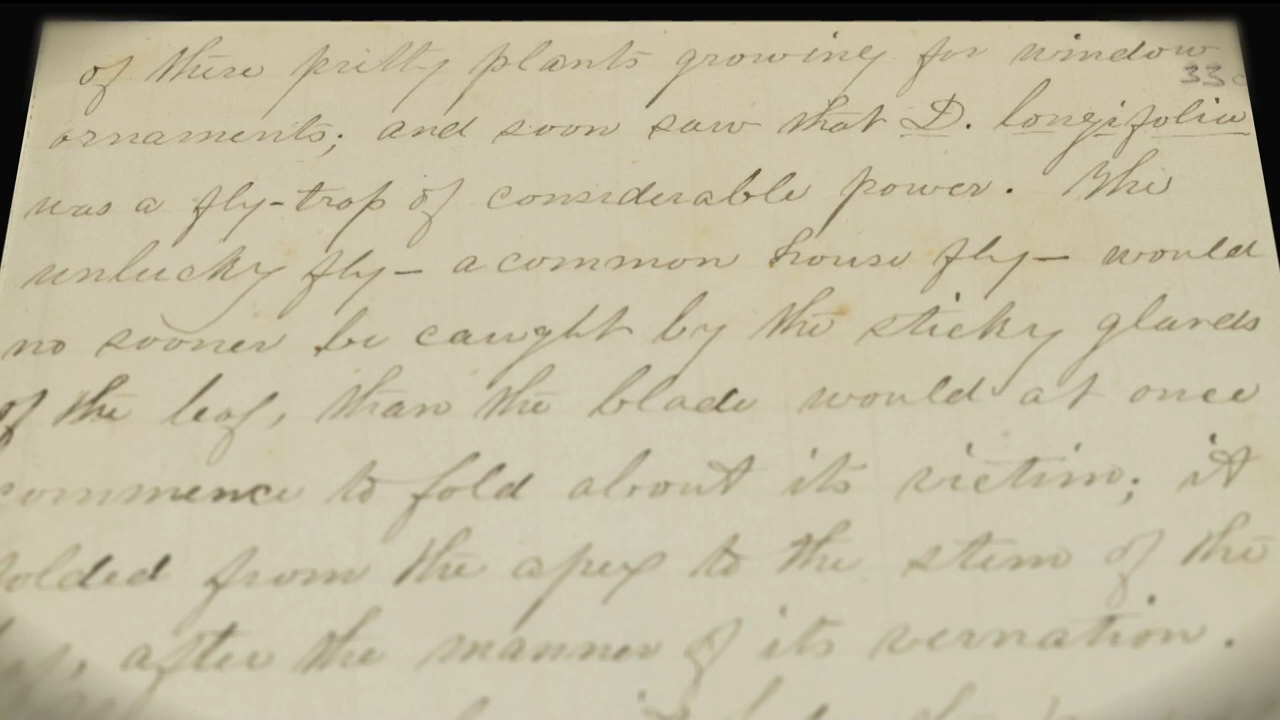 of these pretty plants growing for window
33
ornaments; and soon saw that D. longifolia
was a fly-trap of considerable power. The
unlucky fly — a common house fly — would
no sooner be caught by the sticky glands
of the leaf, than the blade would at once
commence to fold about its victim; it
folded from the apex to the stem of the
after the manner of its vernation.